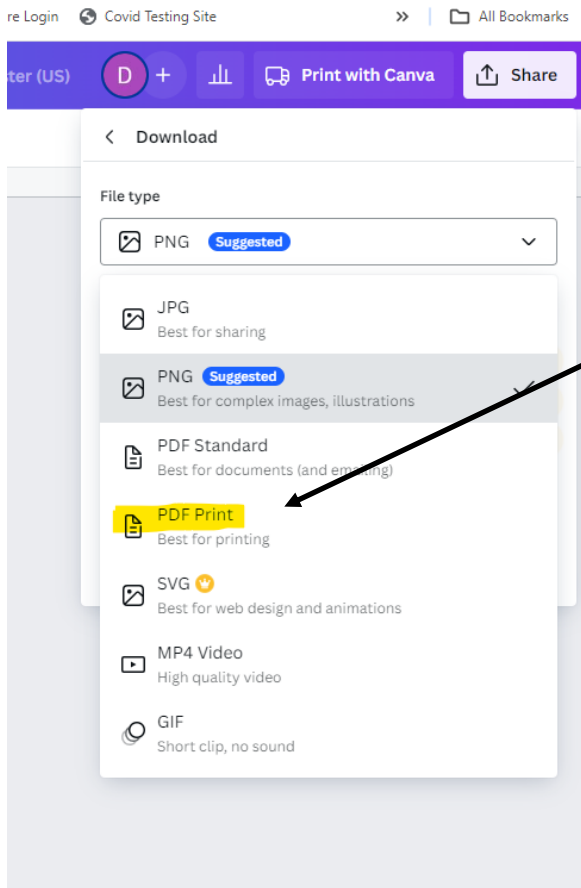 re Login Covid Testing Site » All Bookmarks
ster (US) D + Print with Canva Share
Download
File type
PNG Suggested
JPG
Best for sharing
PNG Suggested
Best for complex images, illustrations
PDF Standard
Best for documents (and emailing)
PDF Print
Best for printing
SVG
Best for web design and animations
MP4 Video
High quality video
GIF
Short clip, no sound